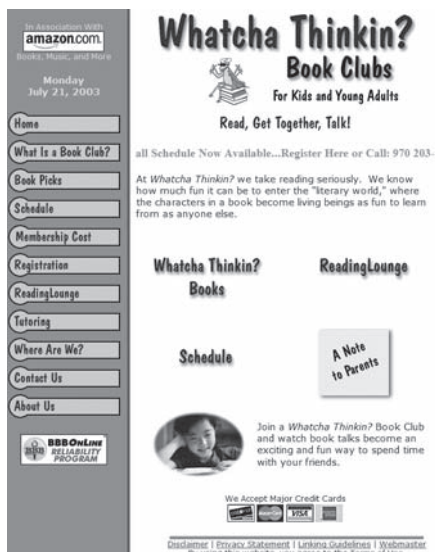 In Association With
amazon.com.
Books, Music, and More
Monday
July 21, 2003
Home
What Is a Book Club?
Book Picks
Schedule
Membership Cost
Registration
ReadingLounge
Tutoring
Where Are We?
Contact Us
About Us
BBBOnLine
RELIABILITY
PROGRAM
Whatcha Thinkin?
Book Clubs
For Kids and Young Adults
Read, Get Together, Talk!
all Schedule Now Available...Register Here or Call: 970 203-
At Whatcha Thinkin? we take reading seriously. We know
how much fun it can be to enter the "literary world," where
the characters in a book become living beings as fun to learn
from as anyone else.
Whatcha Thinkin?
Books
ReadingLounge
Schedule
A Note
to Parents
Join a Whatcha Thinkin? Book Club
and watch book talks become an
exciting and fun way to spend time
with your friends.
We Accept Major Credit Cards
VISA
Disclaimer | Privacy Statement | Linking Guidelines | Webmaster